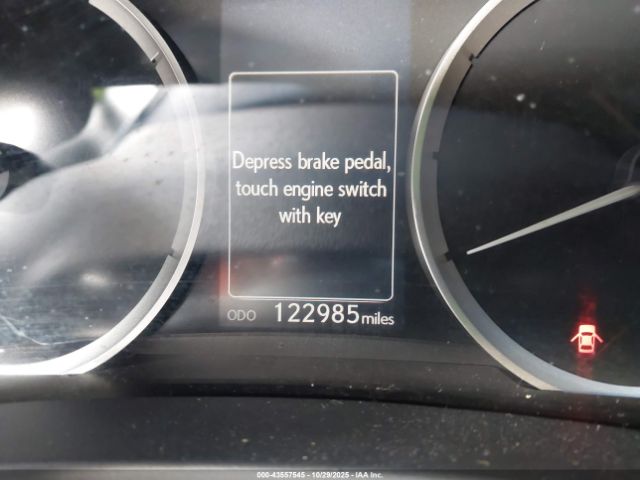 Depress brake pedal,
touch engine switch
with key
ODO 122985 miles
000-43557545 - 10/29/2025 - IAA Inc.